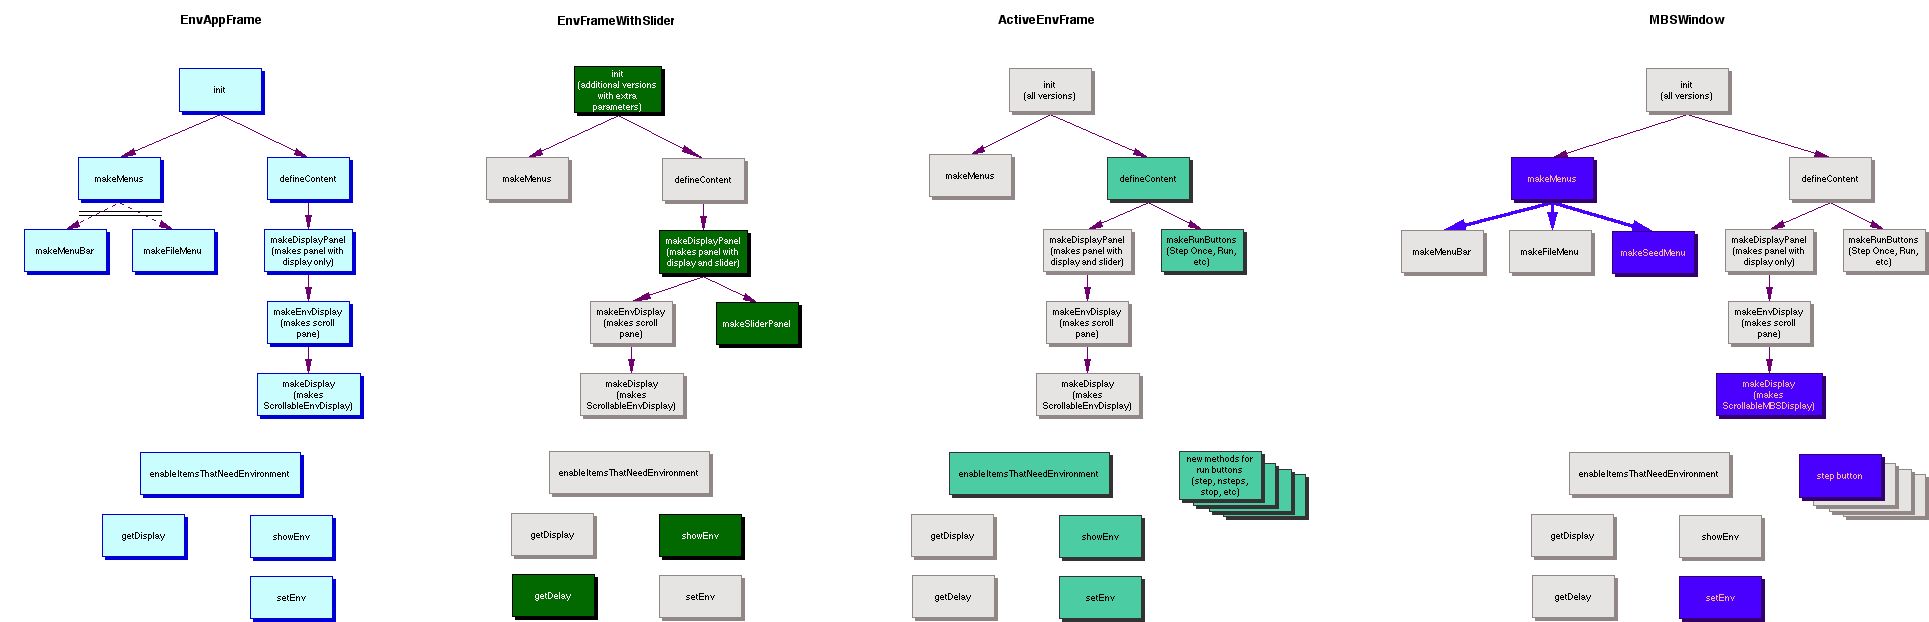 EnvAppFrame
init
makeMenus
defineContent
makeMenuBar
makeFileMenu
makeDisplayPanel
(makes panel with
display only)
makeEnvDisplay
(makes scroll
pane)
makeDisplay
(makes
ScrollableEnvDisplay)
enableItemsThatNeedEnvironment
getDisplay
showEnv
setEnv
EnvFrameWithSlider
init
(additional versions
with extra
parameters)
makeMenus
defineContent
makeDisplayPanel
(makes panel with
display and slider)
makeEnvDisplay
(makes scroll
pane)
makeSliderPanel
makeDisplay
(makes
ScrollableEnvDisplay)
enableItemsThatNeedEnvironment
getDisplay
showEnv
getDelay
setEnv
ActiveEnvFrame
init
(all versions)
makeMenus
defineContent
makeDisplayPanel
(makes panel with
display and slider)
makeRunButtons
(Step Once, Run,
etc)
makeEnvDisplay
(makes scroll
pane)
makeDisplay
(makes
ScrollableEnvDisplay)
enableItemsThatNeedEnvironment
new methods for
run buttons
(step, nsteps,
stop, etc)
getDisplay
showEnv
getDelay
setEnv
MBSWindow
init
(all versions)
makeMenus
defineContent
makeMenuBar
makeFileMenu
makeSeedMenu
makeDisplayPanel
(makes panel with
display only)
makeRunButtons
(Step Once, Run,
etc)
makeEnvDisplay
(makes scroll
pane)
makeDisplay
(makes
ScrollableMBSDisplay)
enableItemsThatNeedEnvironment
step button
getDisplay
showEnv
getDelay
setEnv